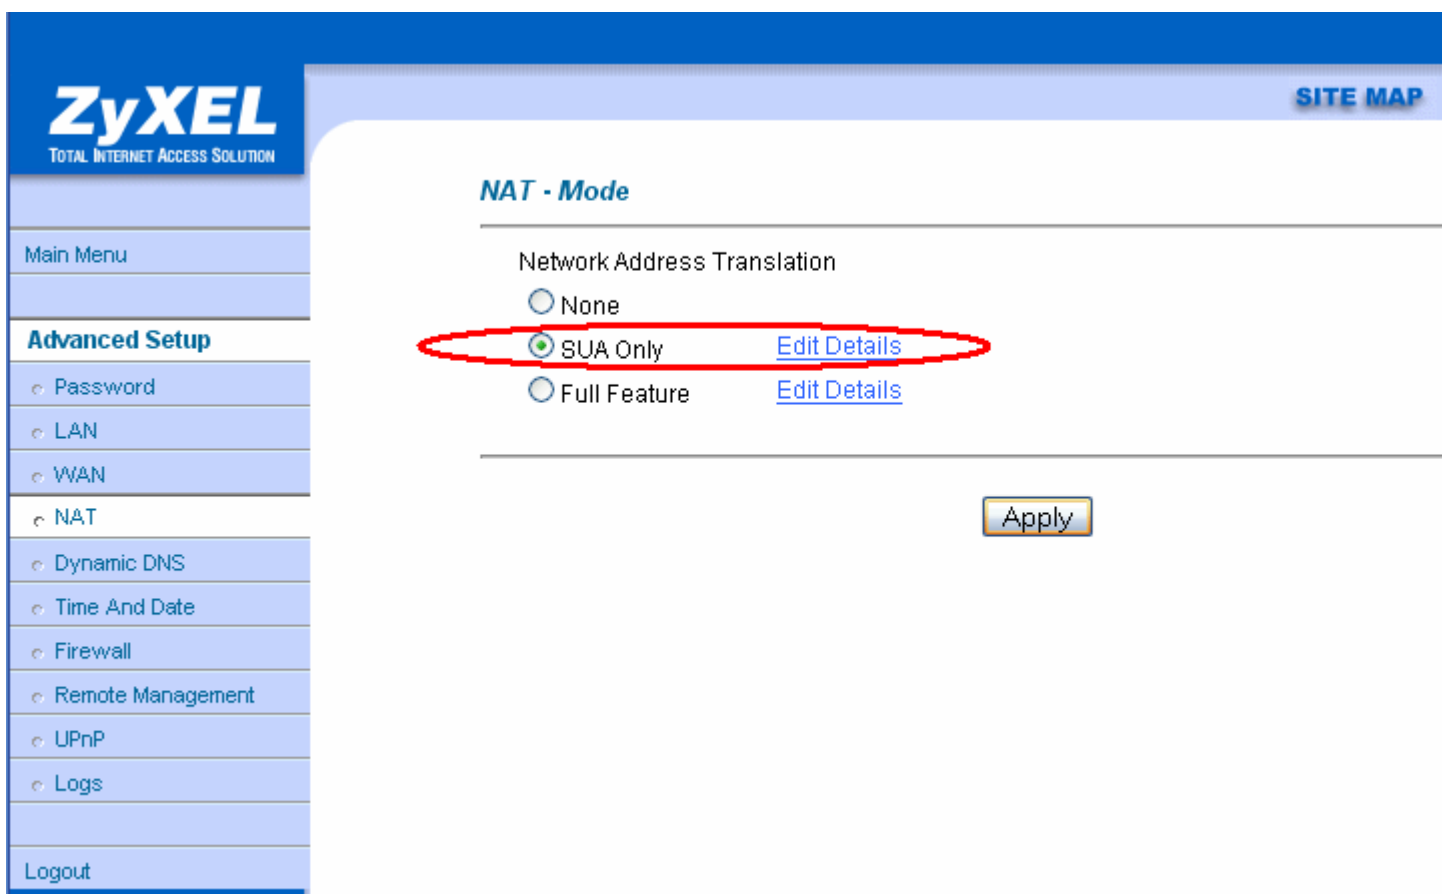 ZyXEL
TOTAL INTERNET ACCESS SOLUTION
SITE MAP
Main Menu
Advanced Setup
Password
LAN
WAN
NAT
Dynamic DNS
Time And Date
Firewall
Remote Management
UPnP
Logs
Logout
NAT - Mode
Network Address Translation
None
SUA Only Edit Details
Full Feature Edit Details
Apply